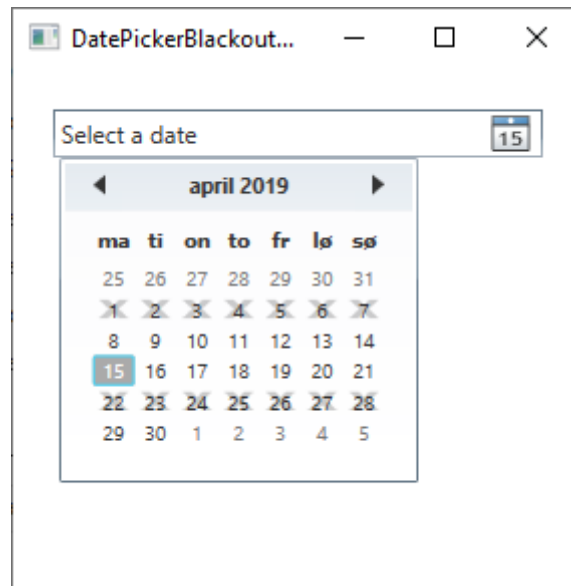 DatePickerBlackout...
Select a date
15
april 2019
ma ti on to fr lø sø
25 26 27 28 29 30 31
1 2 3 4 5 6 7
8 9 10 11 12 13 14
15 16 17 18 19 20 21
22 23 24 25 26 27 28
29 30 1 2 3 4 5